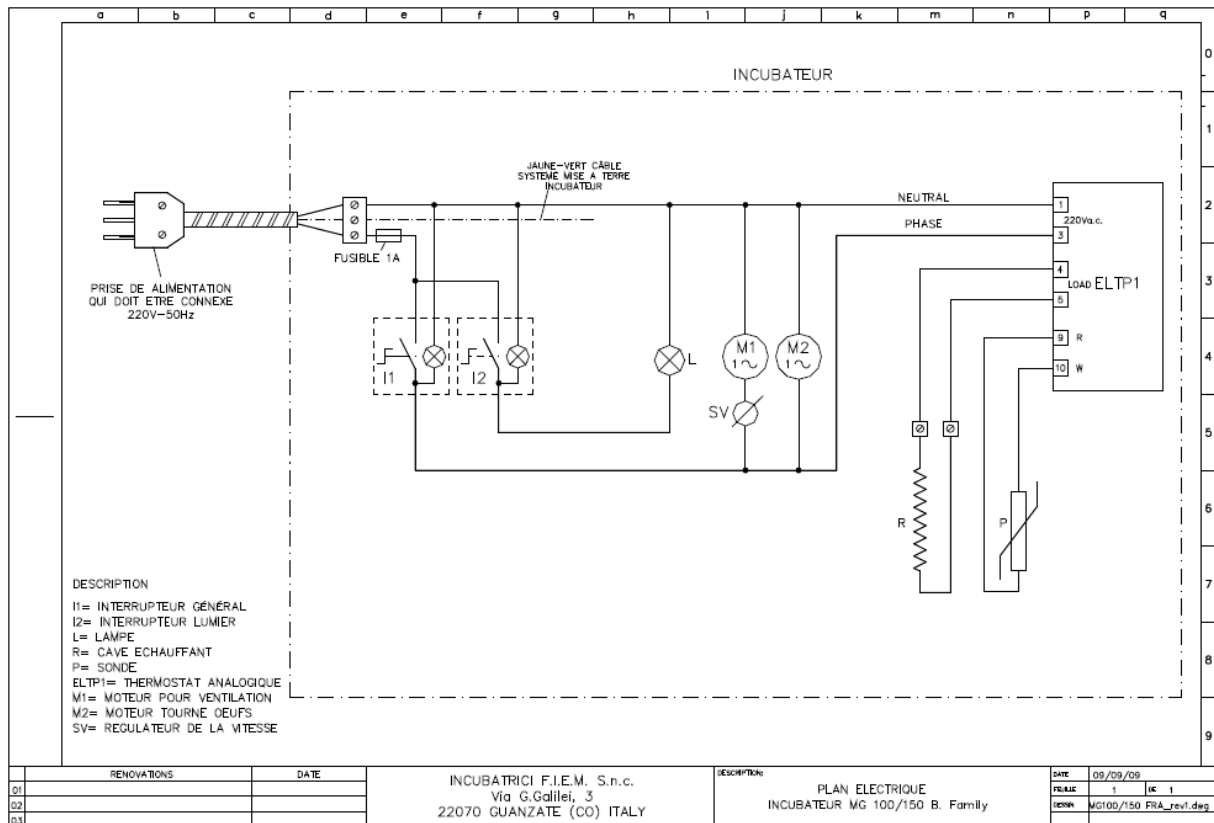 a b c d e f g h i j k m n p q
0
1
2
3
4
5
6
7
8
9
INCUBATEUR
JAUNE-VERT CÂBLE
SYSTEMÉ MISE A TERRE
INCUBATEUR
NEUTRAL
PHASE
1
220Va.c.
3
4
LOAD ELTP1
5
9 R
10 W
FUSIBLE 1A
PRISE DE ALIMENTATION
QUI DOIT ETRE CONNEXE
220V-50Hz
I1
I2
L
M1
1~
M2
1~
SV
R
P
DESCRIPTION
I1= INTERRUPTEUR GÉNÉRAL
I2= INTERRUPTEUR LUMIER
L= LAMPE
R= CAVE ECHAUFFANT
P= SONDE
ELTP1= THERMOSTAT ANALOGIQUE
M1= MOTEUR POUR VENTILATION
M2= MOTEUR TOURNE OEUFS
SV= REGULATEUR DE LA VITESSE
RENOVATIONS DATE
01
02
03
INCUBATRICI F.I.E.M. S.n.c.
Via G.Galilei, 3
22070 GUANZATE (CO) ITALY
DESCRIPTION:
PLAN ELECTRIQUE
INCUBATEUR MG 100/150 B. Family
DATE 09/09/09
FEUILLE 1 DE 1
DESSIN MG100/150 FRA_rev1.dwg